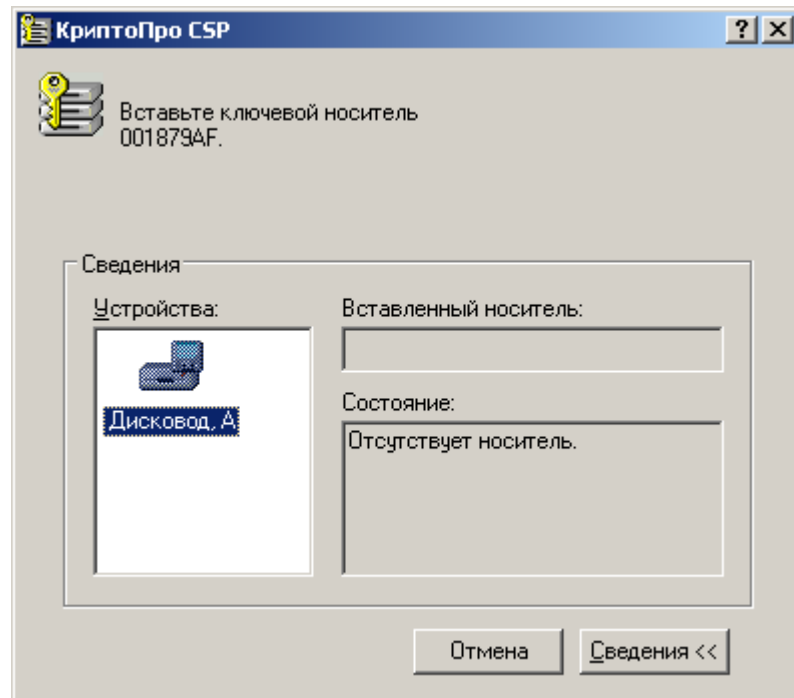 КриптоПро CSP
Вставьте ключевой носитель
001879AF.
Сведения
Устройства:
Вставленный носитель:
Дисковод, A
Состояние:
Отсутствует носитель.
Отмена
Сведения <<